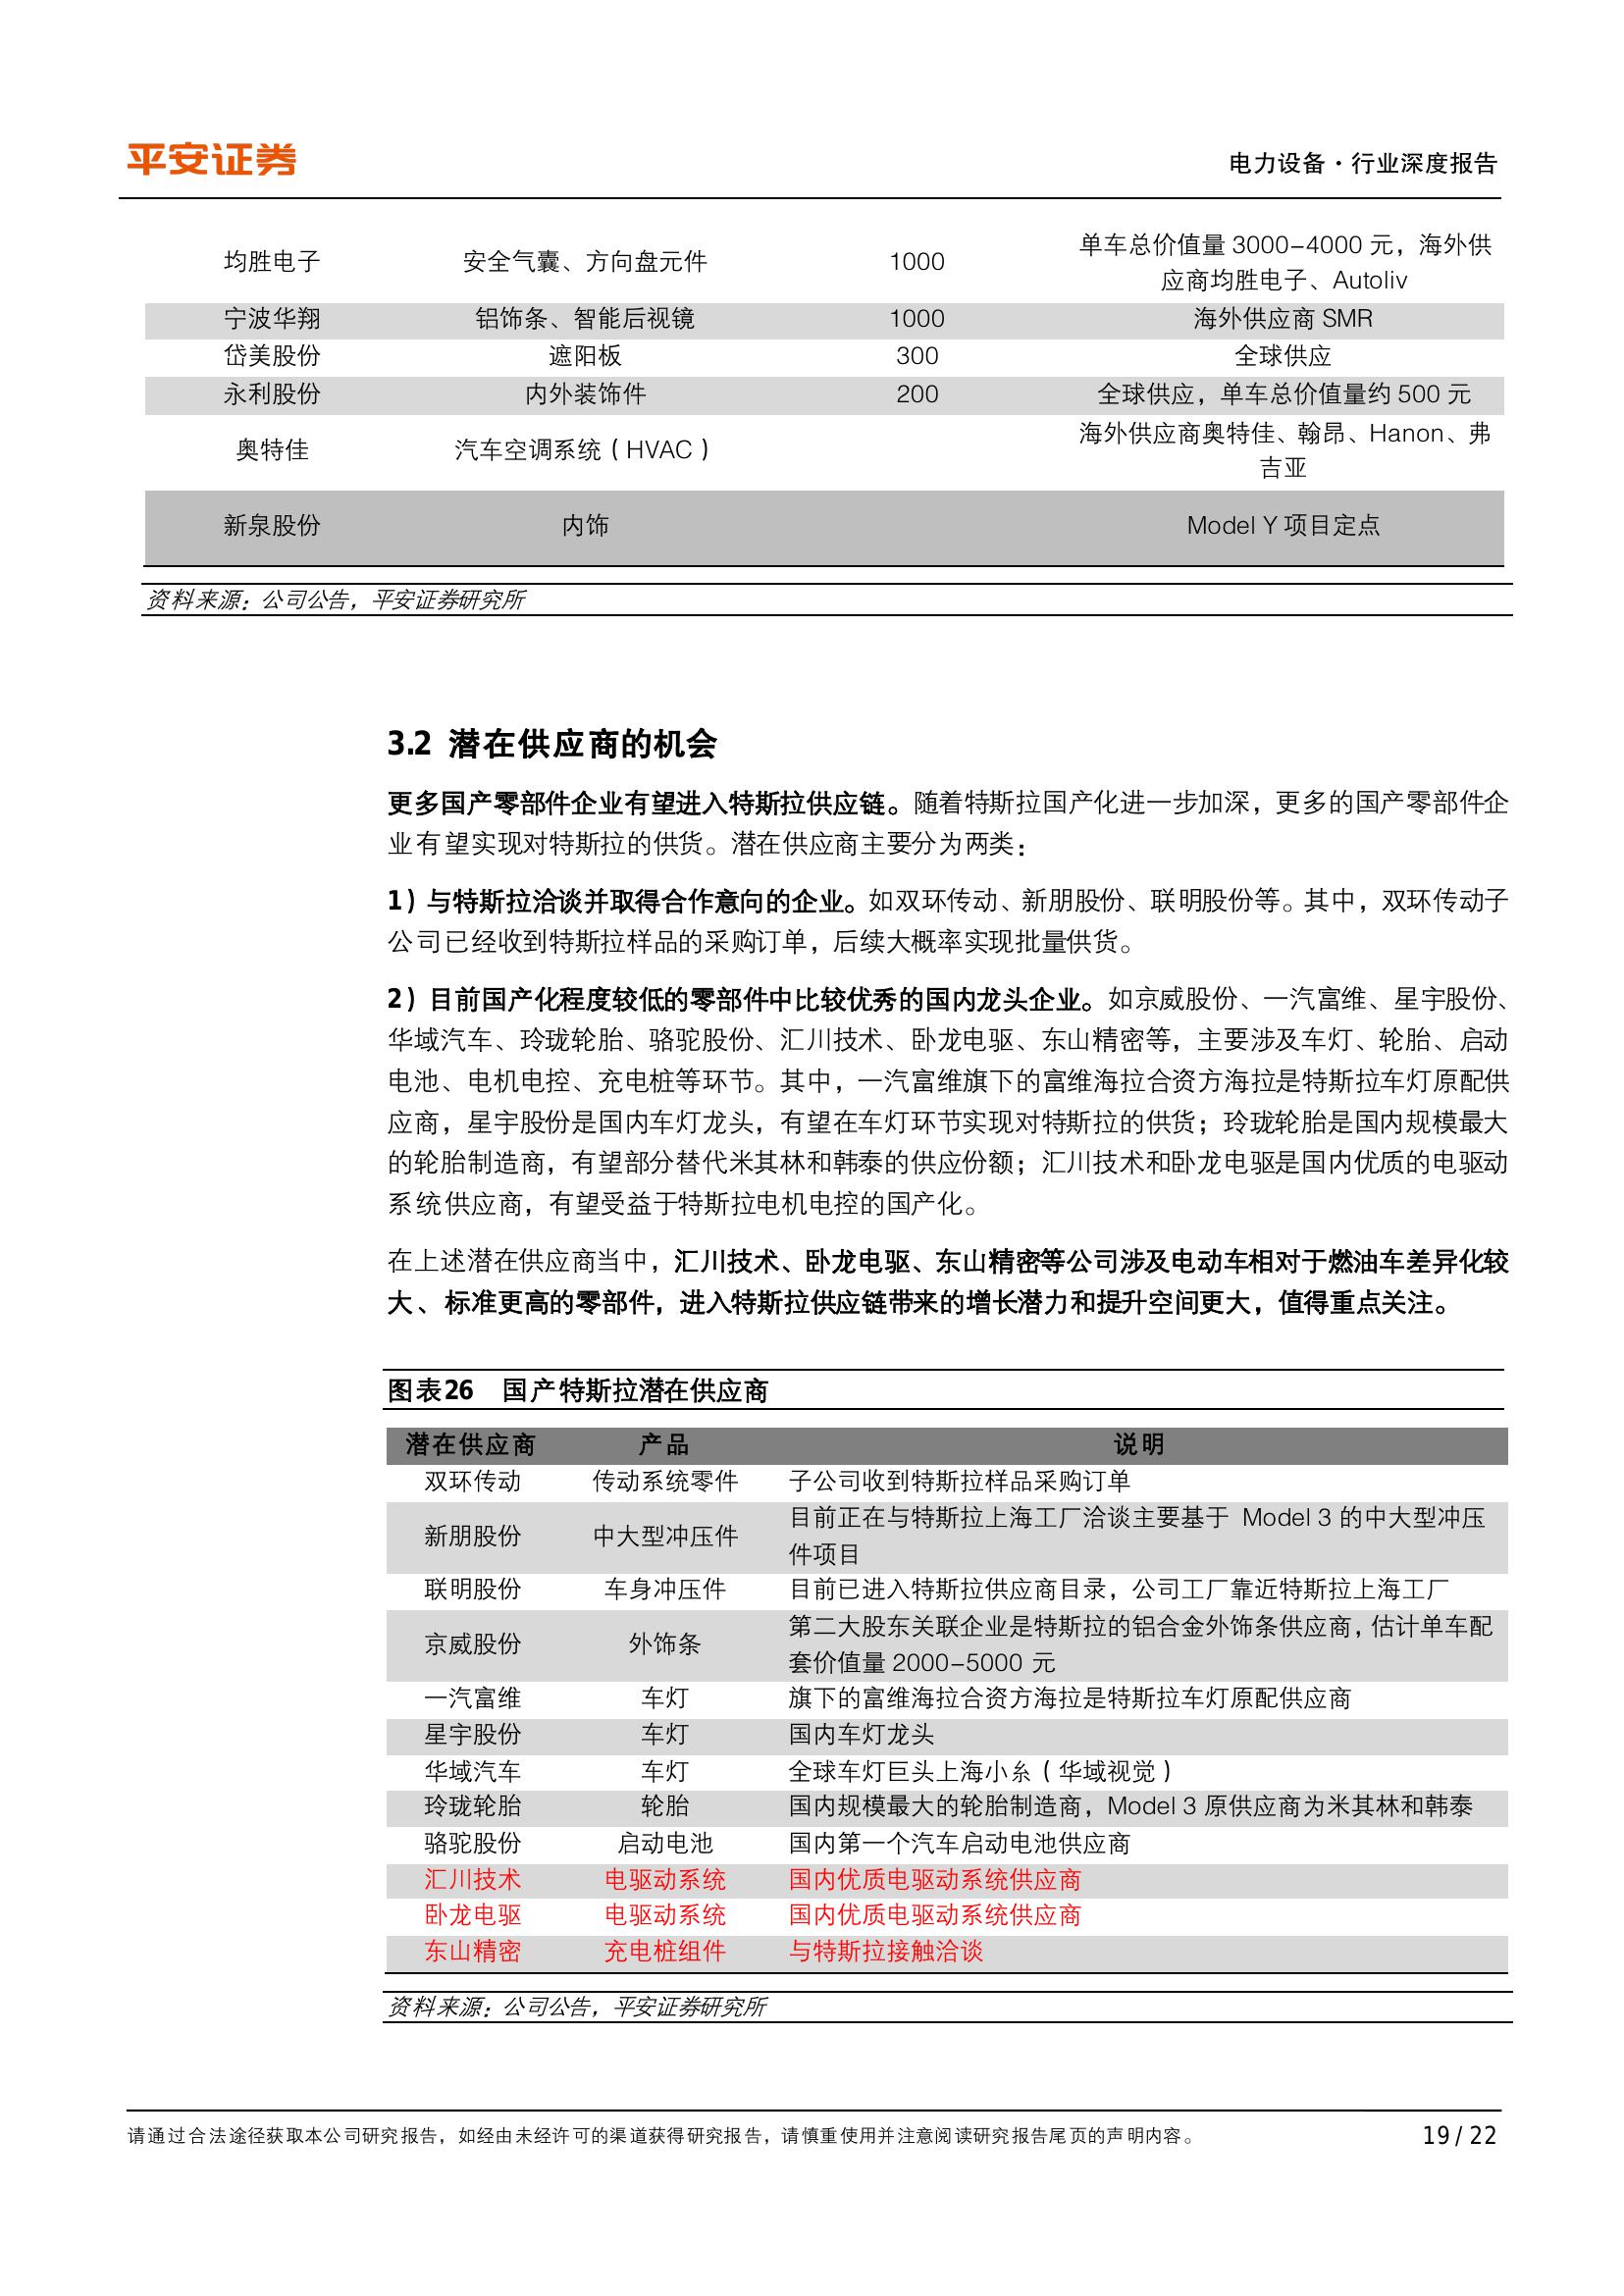 平安证券
电力设备·行业深度报告
均胜电子 安全气囊、方向盘元件 1000 单车总价值量 3000-4000 元，海外供
应商均胜电子、Autoliv
宁波华翔 铝饰条、智能后视镜 1000 海外供应商 SMR
岱美股份 遮阳板 300 全球供应
永利股份 内外装饰件 200 全球供应，单车总价值量约 500 元
奥特佳 汽车空调系统（HVAC） 海外供应商奥特佳、翰昂、Hanon、弗
吉亚
新泉股份 内饰 Model Y 项目定点
资料来源：公司公告，平安证券研究所
3.2 潜在供应商的机会
更多国产零部件企业有望进入特斯拉供应链。随着特斯拉国产化进一步加深，更多的国产零部件企
业有望实现对特斯拉的供货。潜在供应商主要分为两类：
1）与特斯拉洽谈并取得合作意向的企业。如双环传动、新朋股份、联明股份等。其中，双环传动子
公司已经收到特斯拉样品的采购订单，后续大概率实现批量供货。
2）目前国产化程度较低的零部件中比较优秀的国内龙头企业。如京威股份、一汽富维、星宇股份、
华域汽车、玲珑轮胎、骆驼股份、汇川技术、卧龙电驱、东山精密等，主要涉及车灯、轮胎、启动
电池、电机电控、充电桩等环节。其中，一汽富维旗下的富维海拉合资方海拉是特斯拉车灯原配供
应商，星宇股份是国内车灯龙头，有望在车灯环节实现对特斯拉的供货；玲珑轮胎是国内规模最大
的轮胎制造商，有望部分替代米其林和韩泰的供应份额；汇川技术和卧龙电驱是国内优质的电驱动
系统供应商，有望受益于特斯拉电机电控的国产化。
在上述潜在供应商当中，汇川技术、卧龙电驱、东山精密等公司涉及电动车相对于燃油车差异化较
大、标准更高的零部件，进入特斯拉供应链带来的增长潜力和提升空间更大，值得重点关注。
图表26 国产特斯拉潜在供应商
潜在供应商 产品 说明
双环传动 传动系统零件 子公司收到特斯拉样品采购订单
新朋股份 中大型冲压件 目前正在与特斯拉上海工厂洽谈主要基于 Model 3 的中大型冲压
件项目
联明股份 车身冲压件 目前已进入特斯拉供应商目录，公司工厂靠近特斯拉上海工厂
京威股份 外饰条 第二大股东关联企业是特斯拉的铝合金外饰条供应商，估计单车配
套价值量 2000-5000 元
一汽富维 车灯 旗下的富维海拉合资方海拉是特斯拉车灯原配供应商
星宇股份 车灯 国内车灯龙头
华域汽车 车灯 全球车灯巨头上海小糸（华域视觉）
玲珑轮胎 轮胎 国内规模最大的轮胎制造商，Model 3 原供应商为米其林和韩泰
骆驼股份 启动电池 国内第一个汽车启动电池供应商
汇川技术 电驱动系统 国内优质电驱动系统供应商
卧龙电驱 电驱动系统 国内优质电驱动系统供应商
东山精密 充电桩组件 与特斯拉接触洽谈
资料来源：公司公告，平安证券研究所
请通过合法途径获取本公司研究报告，如经由未经许可的渠道获得研究报告，请慎重使用并注意阅读研究报告尾页的声明内容。
19 / 22